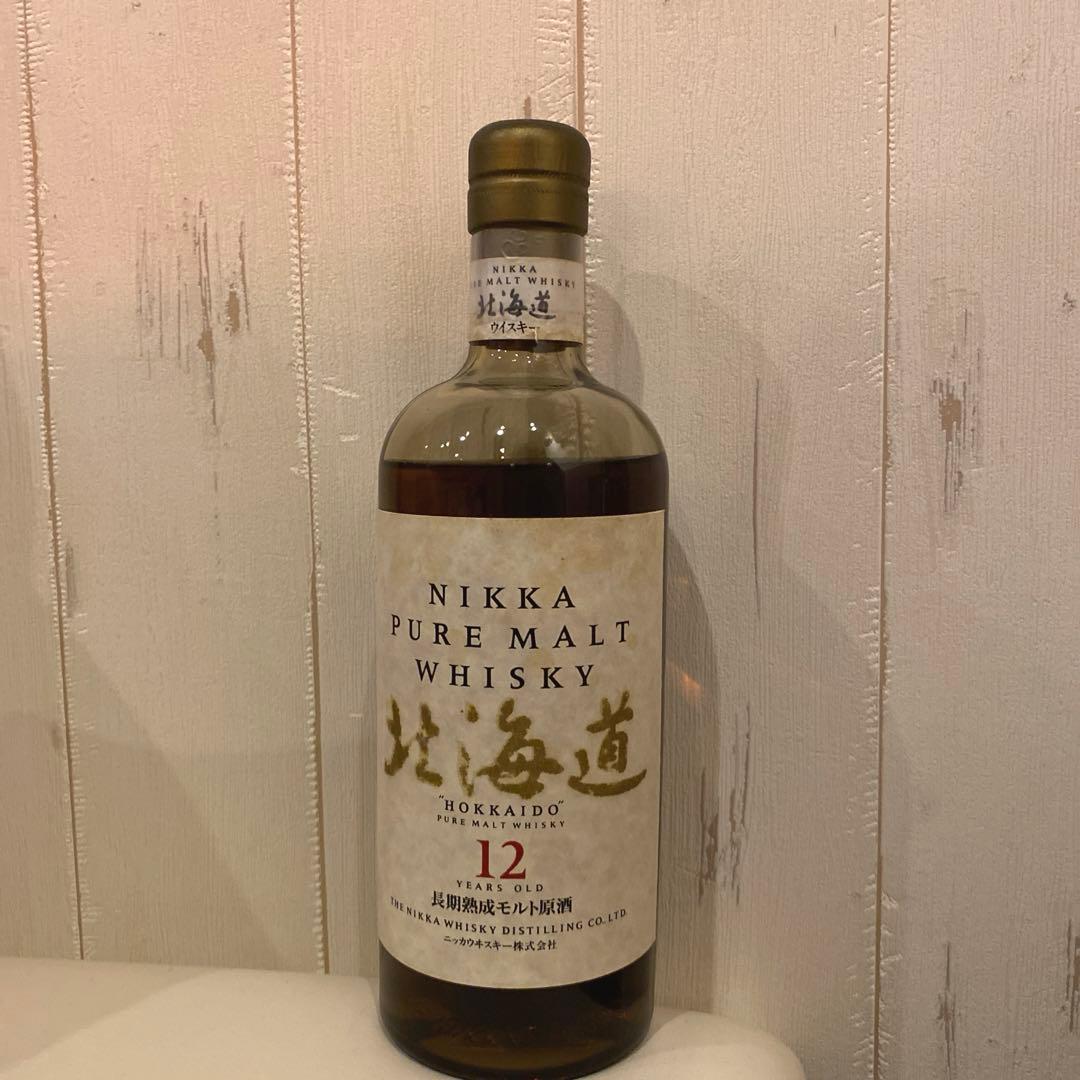 NIKKA
PURE MALT WHISKY
北海道
ウイスキー
NIKKA
PURE MALT
WHISKY
北海道
"HOKKAIDO"
PURE MALT WHISKY
12
YEARS OLD
長期熟成モルト原酒
THE NIKKA WHISKY DISTILLING CO., LTD.
ニッカウヰスキー株式会社